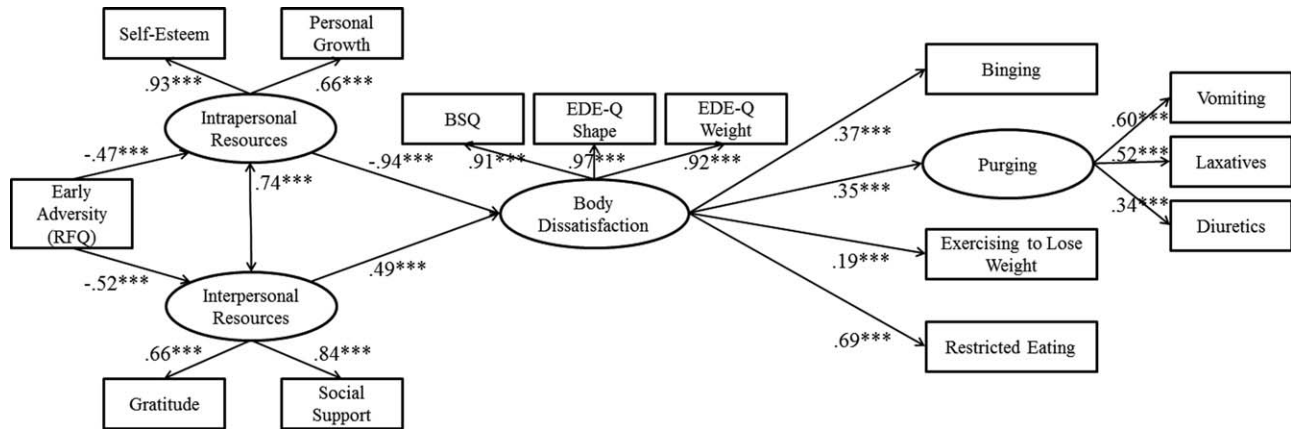 Self-Esteem
Personal
Growth
.93***
.66***
Intrapersonal
Resources
-.47***
.74***
Early
Adversity
(RFQ)
-.52***
Interpersonal
Resources
.66***
.84***
Gratitude
Social
Support
-.94***
.49***
BSQ
EDE-Q
Shape
EDE-Q
Weight
.91***
.97***
.92***
Body
Dissatisfaction
.37***
.35***
.19***
.69***
Binging
Purging
Exercising to Lose
Weight
Restricted Eating
.60***
.52***
.34***
Vomiting
Laxatives
Diuretics